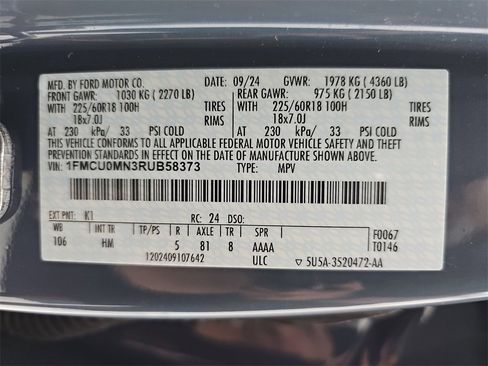 MFD. BY FORD MOTOR CO. DATE: 09/24 GVWR: 1978 KG ( 4360 LB)
FRONT GAWR: 1030 KG ( 2270 LB) REAR GAWR: 975 KG ( 2150 LB)
WITH 225/60R18 100H TIRES WITH 225/60R18 100H TIRES
18x7.0J RIMS 18x7.0J RIMS
AT 230 kPa/ 33 PSI COLD AT 230 kPa/ 33 PSI COLD
THIS VEHICLE CONFORMS TO ALL APPLICABLE FEDERAL MOTOR VEHICLE
SAFETY AND THEFT PREVENTION STANDARDS IN EFFECT ON THE DATE OF MANUFACTURE SHOWN ABOVE.
VIN: 1FMCU0MN3RUB58373 TYPE: MPV
EXT PNT: K1 RC: 24 DSO:
WB INT TR TP/PS R AXLE TR SPR F0067
106 HM 5 81 8 AAAA T0146
1202409107642 ULC 5U5A-3520472-AA